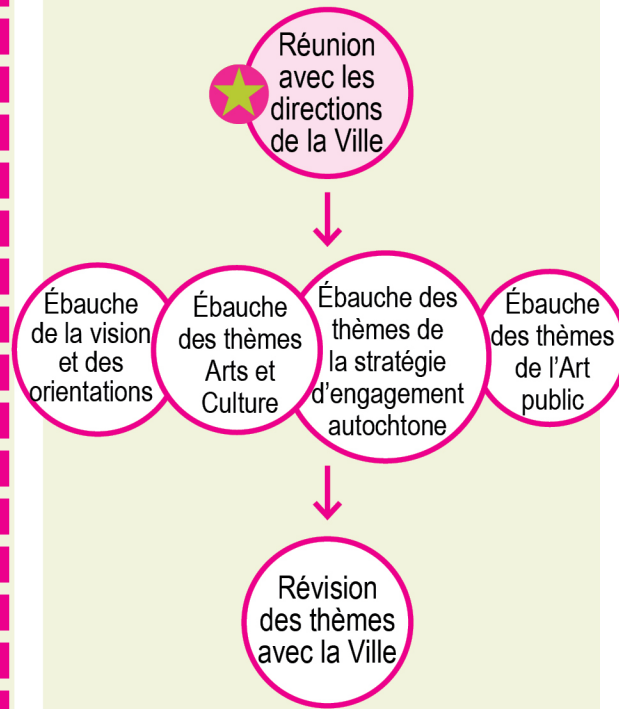 Réunion
avec les
directions
de la Ville
Ébauche
de la vision
et des
orientations
Ébauche
des thèmes
Arts et
Culture
Ébauche des
thèmes de
la stratégie
d'engagement
autochtone
Ébauche
des thèmes
de l'Art
public
Révision
des thèmes
avec la Ville